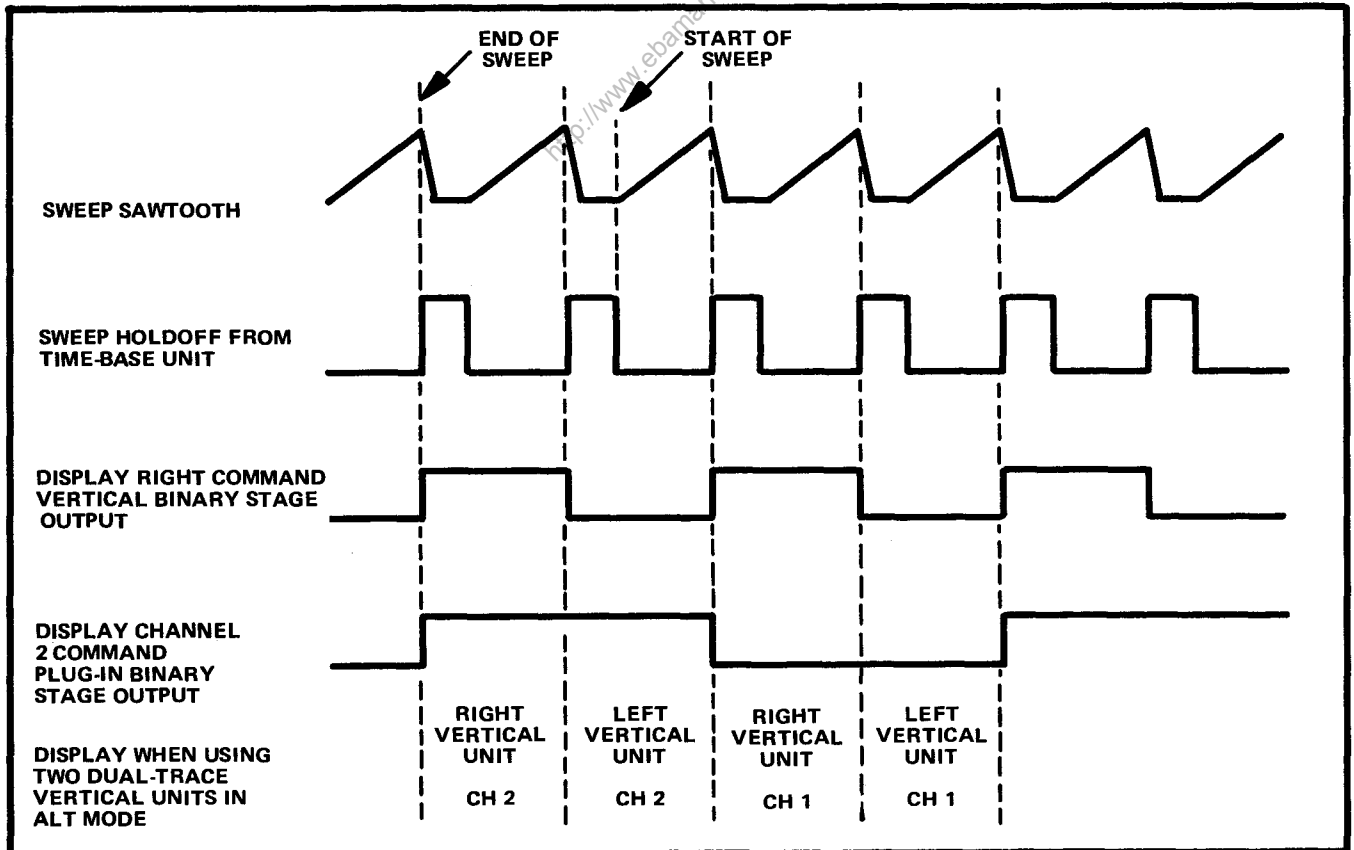 http://www.ebaman
END OF
SWEEP
START OF
SWEEP
SWEEP SAWTOOTH
SWEEP HOLDOFF FROM
TIME-BASE UNIT
DISPLAY RIGHT COMMAND
VERTICAL BINARY STAGE
OUTPUT
DISPLAY CHANNEL
2 COMMAND
PLUG-IN BINARY
STAGE OUTPUT
RIGHT
VERTICAL
UNIT
CH 2
LEFT
VERTICAL
UNIT
CH 2
RIGHT
VERTICAL
UNIT
CH 1
LEFT
VERTICAL
UNIT
CH 1
DISPLAY WHEN USING
TWO DUAL-TRACE
VERTICAL UNITS IN
ALT MODE